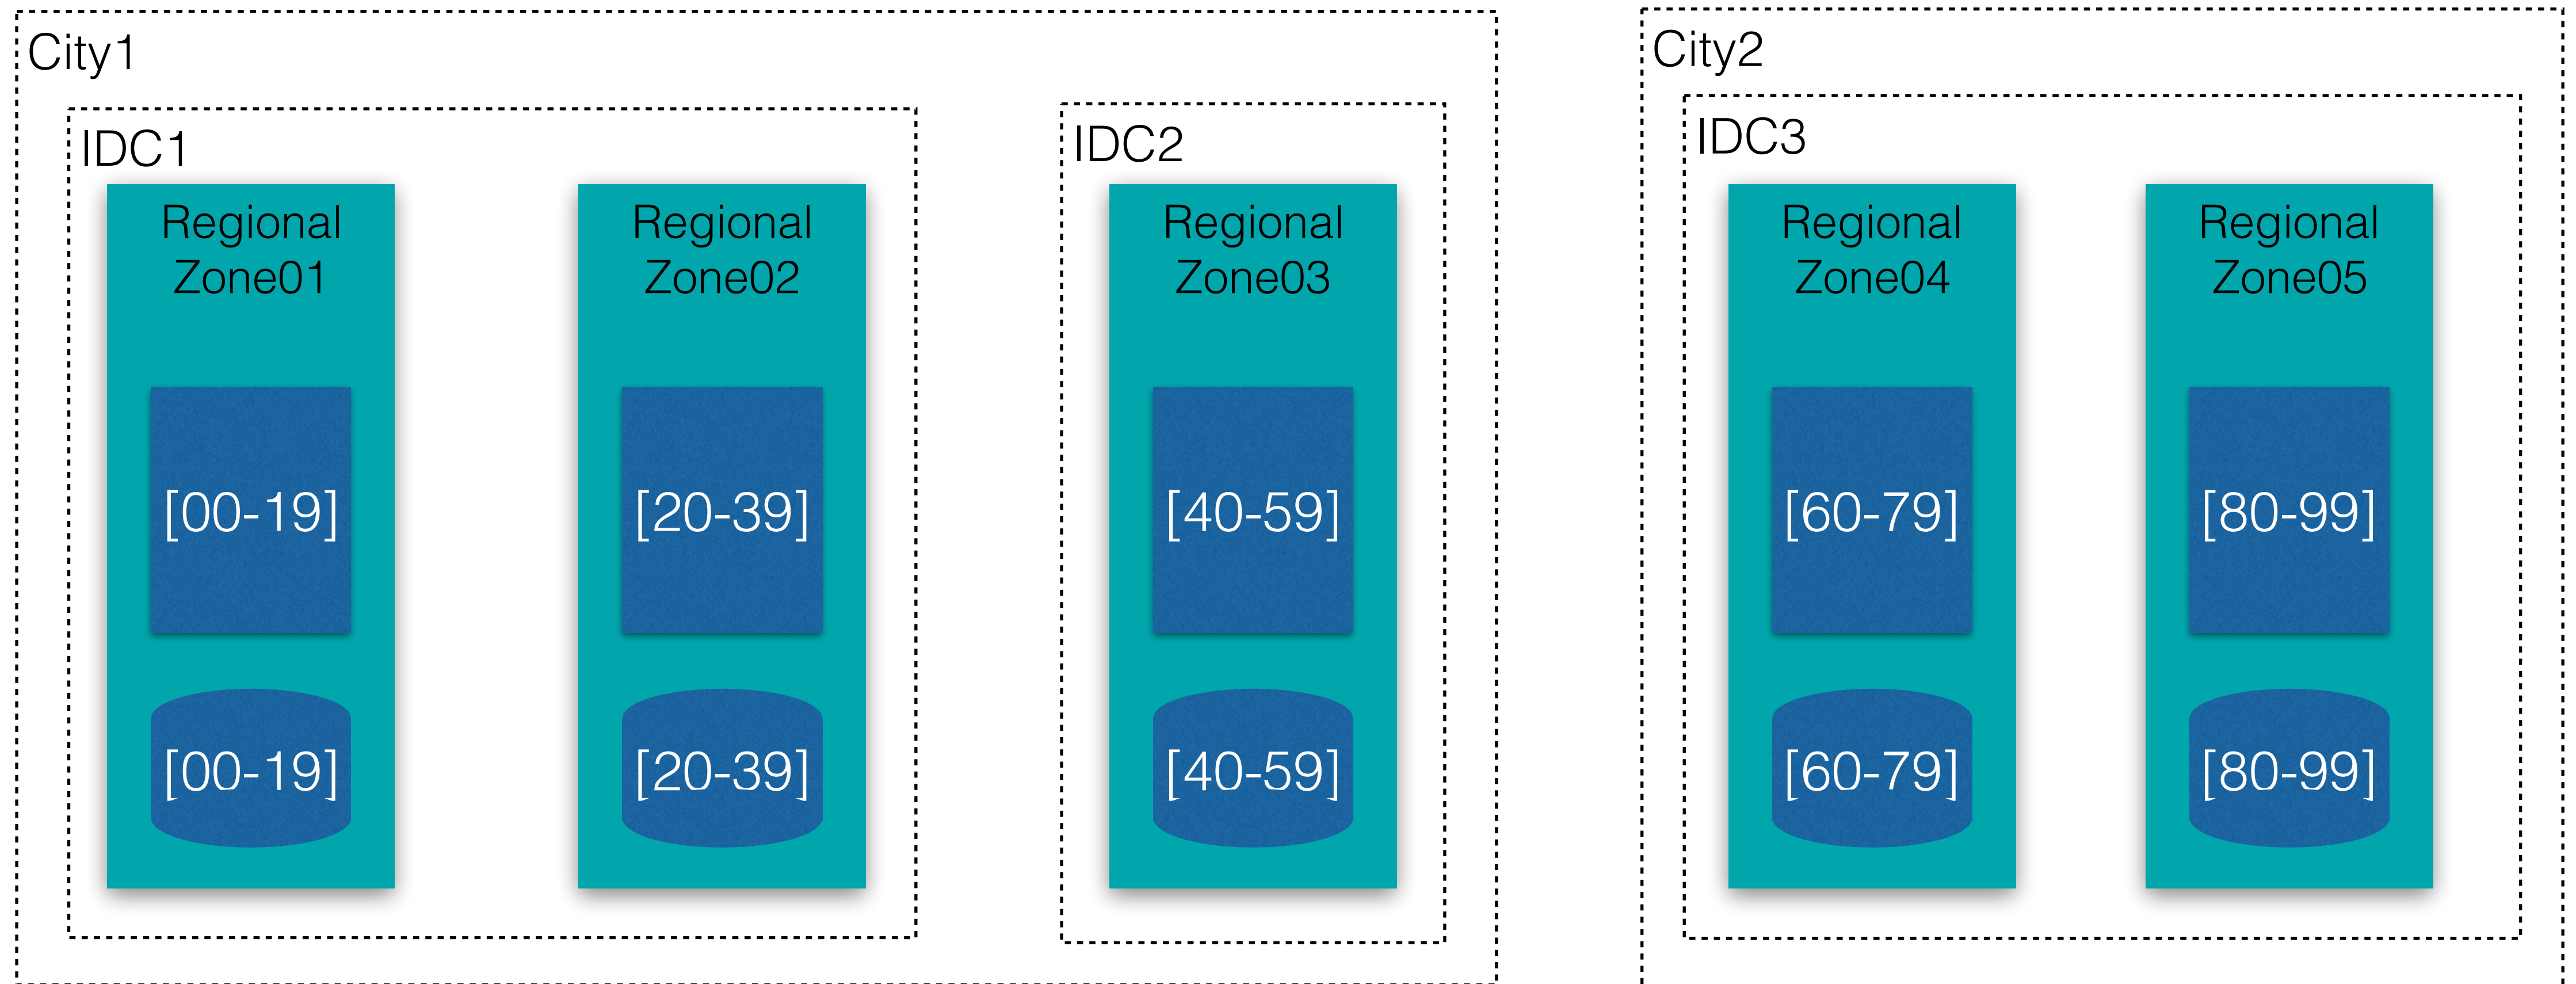 City1
IDC1
Regional
Zone01
[00-19]
[00-19]
Regional
Zone02
[20-39]
[20-39]
IDC2
Regional
Zone03
[40-59]
[40-59]
City2
IDC3
Regional
Zone04
[60-79]
[60-79]
Regional
Zone05
[80-99]
[80-99]